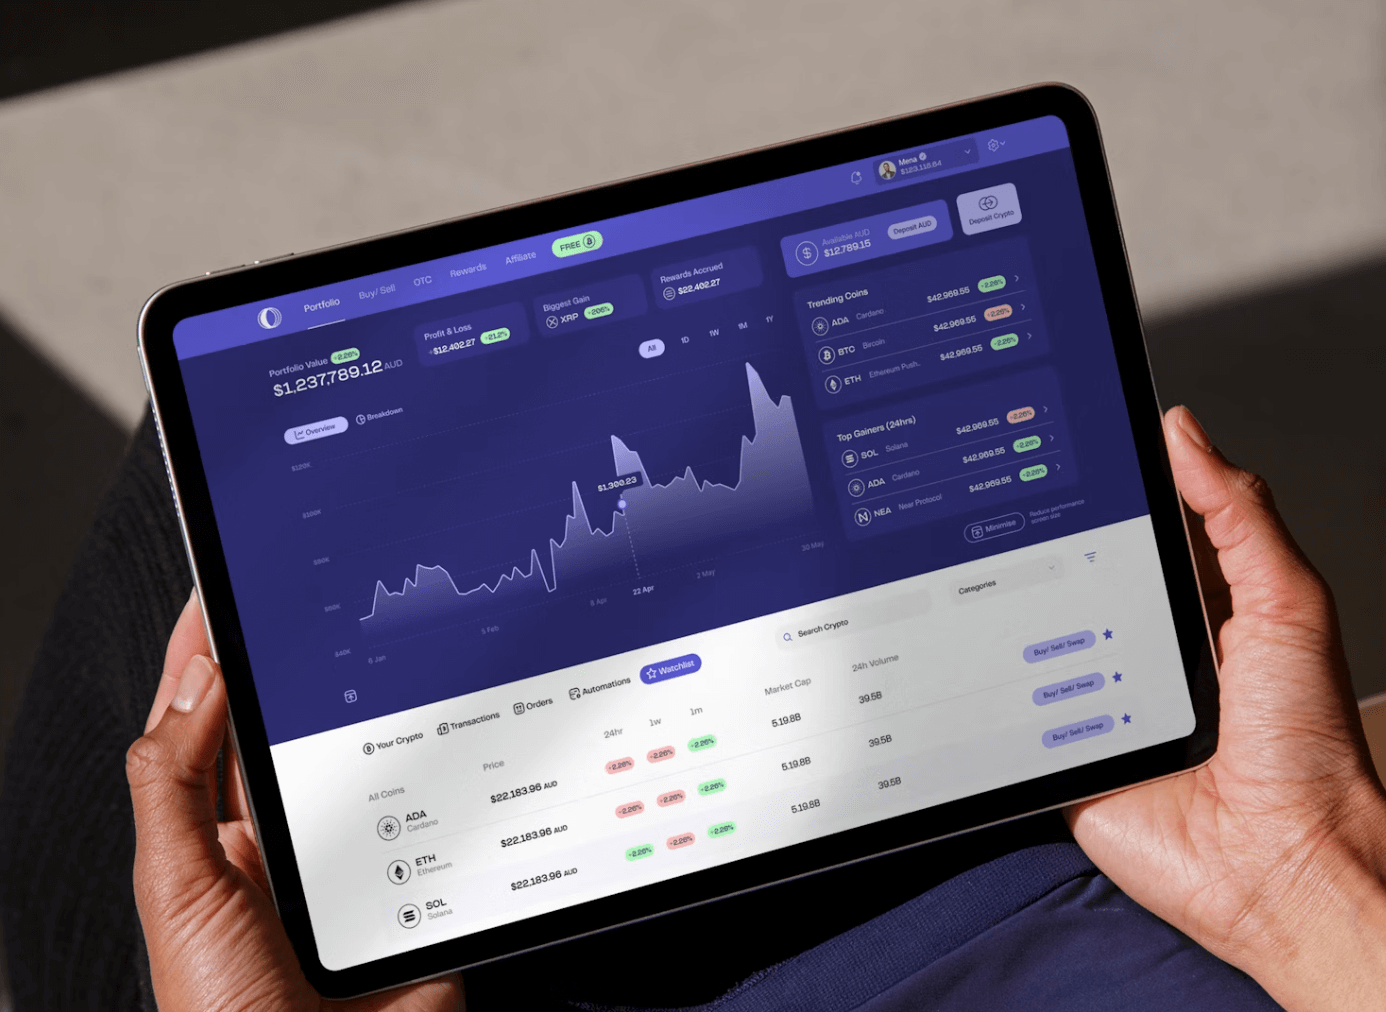 Portfolio
Buy/ Sell
OTC
Rewards
Affiliate
FREE
Mena
$123,115.64
Portfolio Value
$1,237,789.12 AUD
Profit & Loss
+$12,402.27 +21.2%
Biggest Gain
XRP +206%
Rewards Accrued
$22,402.27
Available AUD
$12,789.15
Deposit AUD
Deposit Crypto
Overview
Breakdown
All
1D
1W
1M
1Y
$120K
$100K
$80K
$60K
$40K
$1,300.23
6 Jan
5 Feb
8 Apr
22 Apr
2 May
30 May
Trending Coins
ADA Cardano $42,969.55 +2.26%
BTC Bitcoin $42,969.55 -2.26%
ETH Ethereum Push.. $42,969.55 +2.26%
Top Gainers (24hrs)
SOL Solana $42,969.55 -2.26%
ADA Cardano $42,969.55 +2.26%
NEA Near Protocol $42,969.55 +2.26%
Minimise
Reduce performance
screen size
Your Crypto
Transactions
Orders
Automations
Watchlist
Search Crypto
Categories
All Coins
Price
24hr
1w
1m
Market Cap
24h Volume
ADA
Cardano
$22,183.96 AUD
-2.26%
-2.26%
+2.26%
5.19.8B
39.5B
Buy/ Sell/ Swap
ETH
Ethereum
$22,183.96 AUD
-2.26%
-2.26%
+2.26%
5.19.8B
39.5B
Buy/ Sell/ Swap
SOL
Solana
$22,183.96 AUD
+2.26%
-2.26%
+2.26%
5.19.8B
39.5B
Buy/ Sell/ Swap